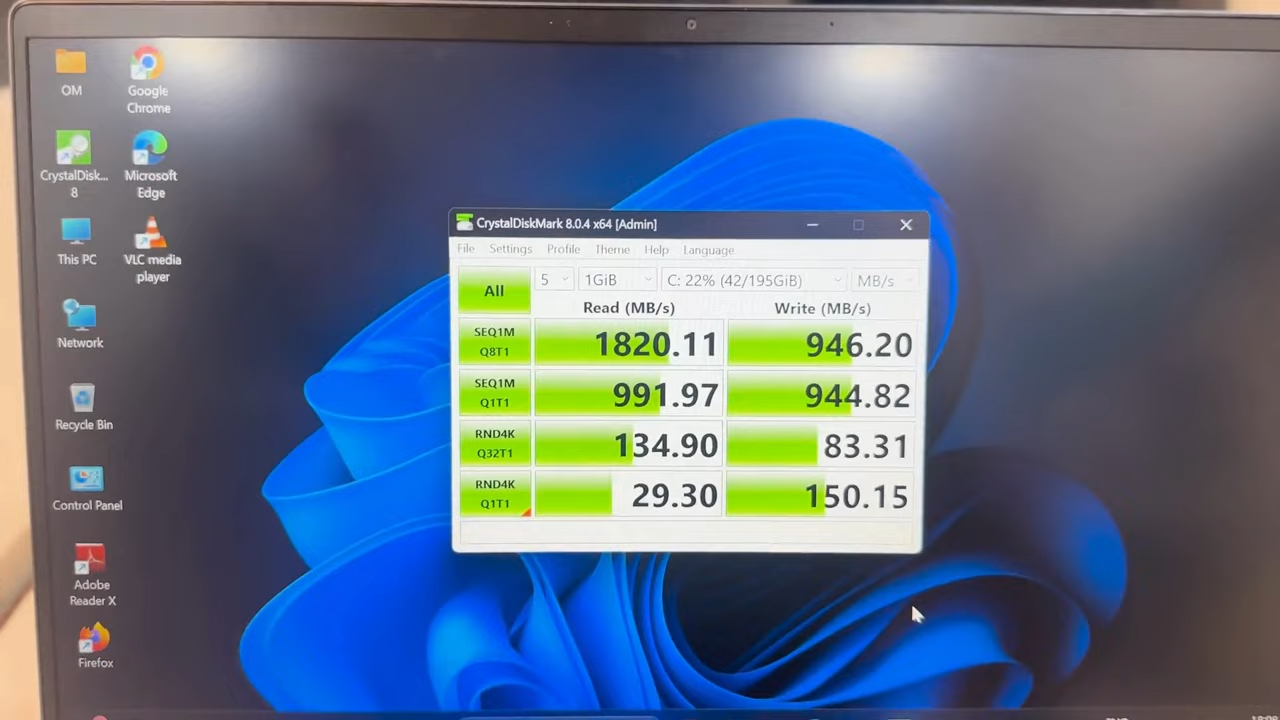 OM
Google
Chrome
CrystalDisk...
8
Microsoft
Edge
This PC
VLC media
player
Network
Recycle Bin
Control Panel
Adobe
Reader X
Firefox
CrystalDiskMark 8.0.4 x64 [Admin]
File Settings Profile Theme Help Language
All 5 1GiB C: 22% (42/195GiB) MB/s
Read (MB/s) Write (MB/s)
SEQ1M
Q8T1
1820.11 946.20
SEQ1M
Q1T1
991.97 944.82
RND4K
Q32T1
134.90 83.31
RND4K
Q1T1
29.30 150.15